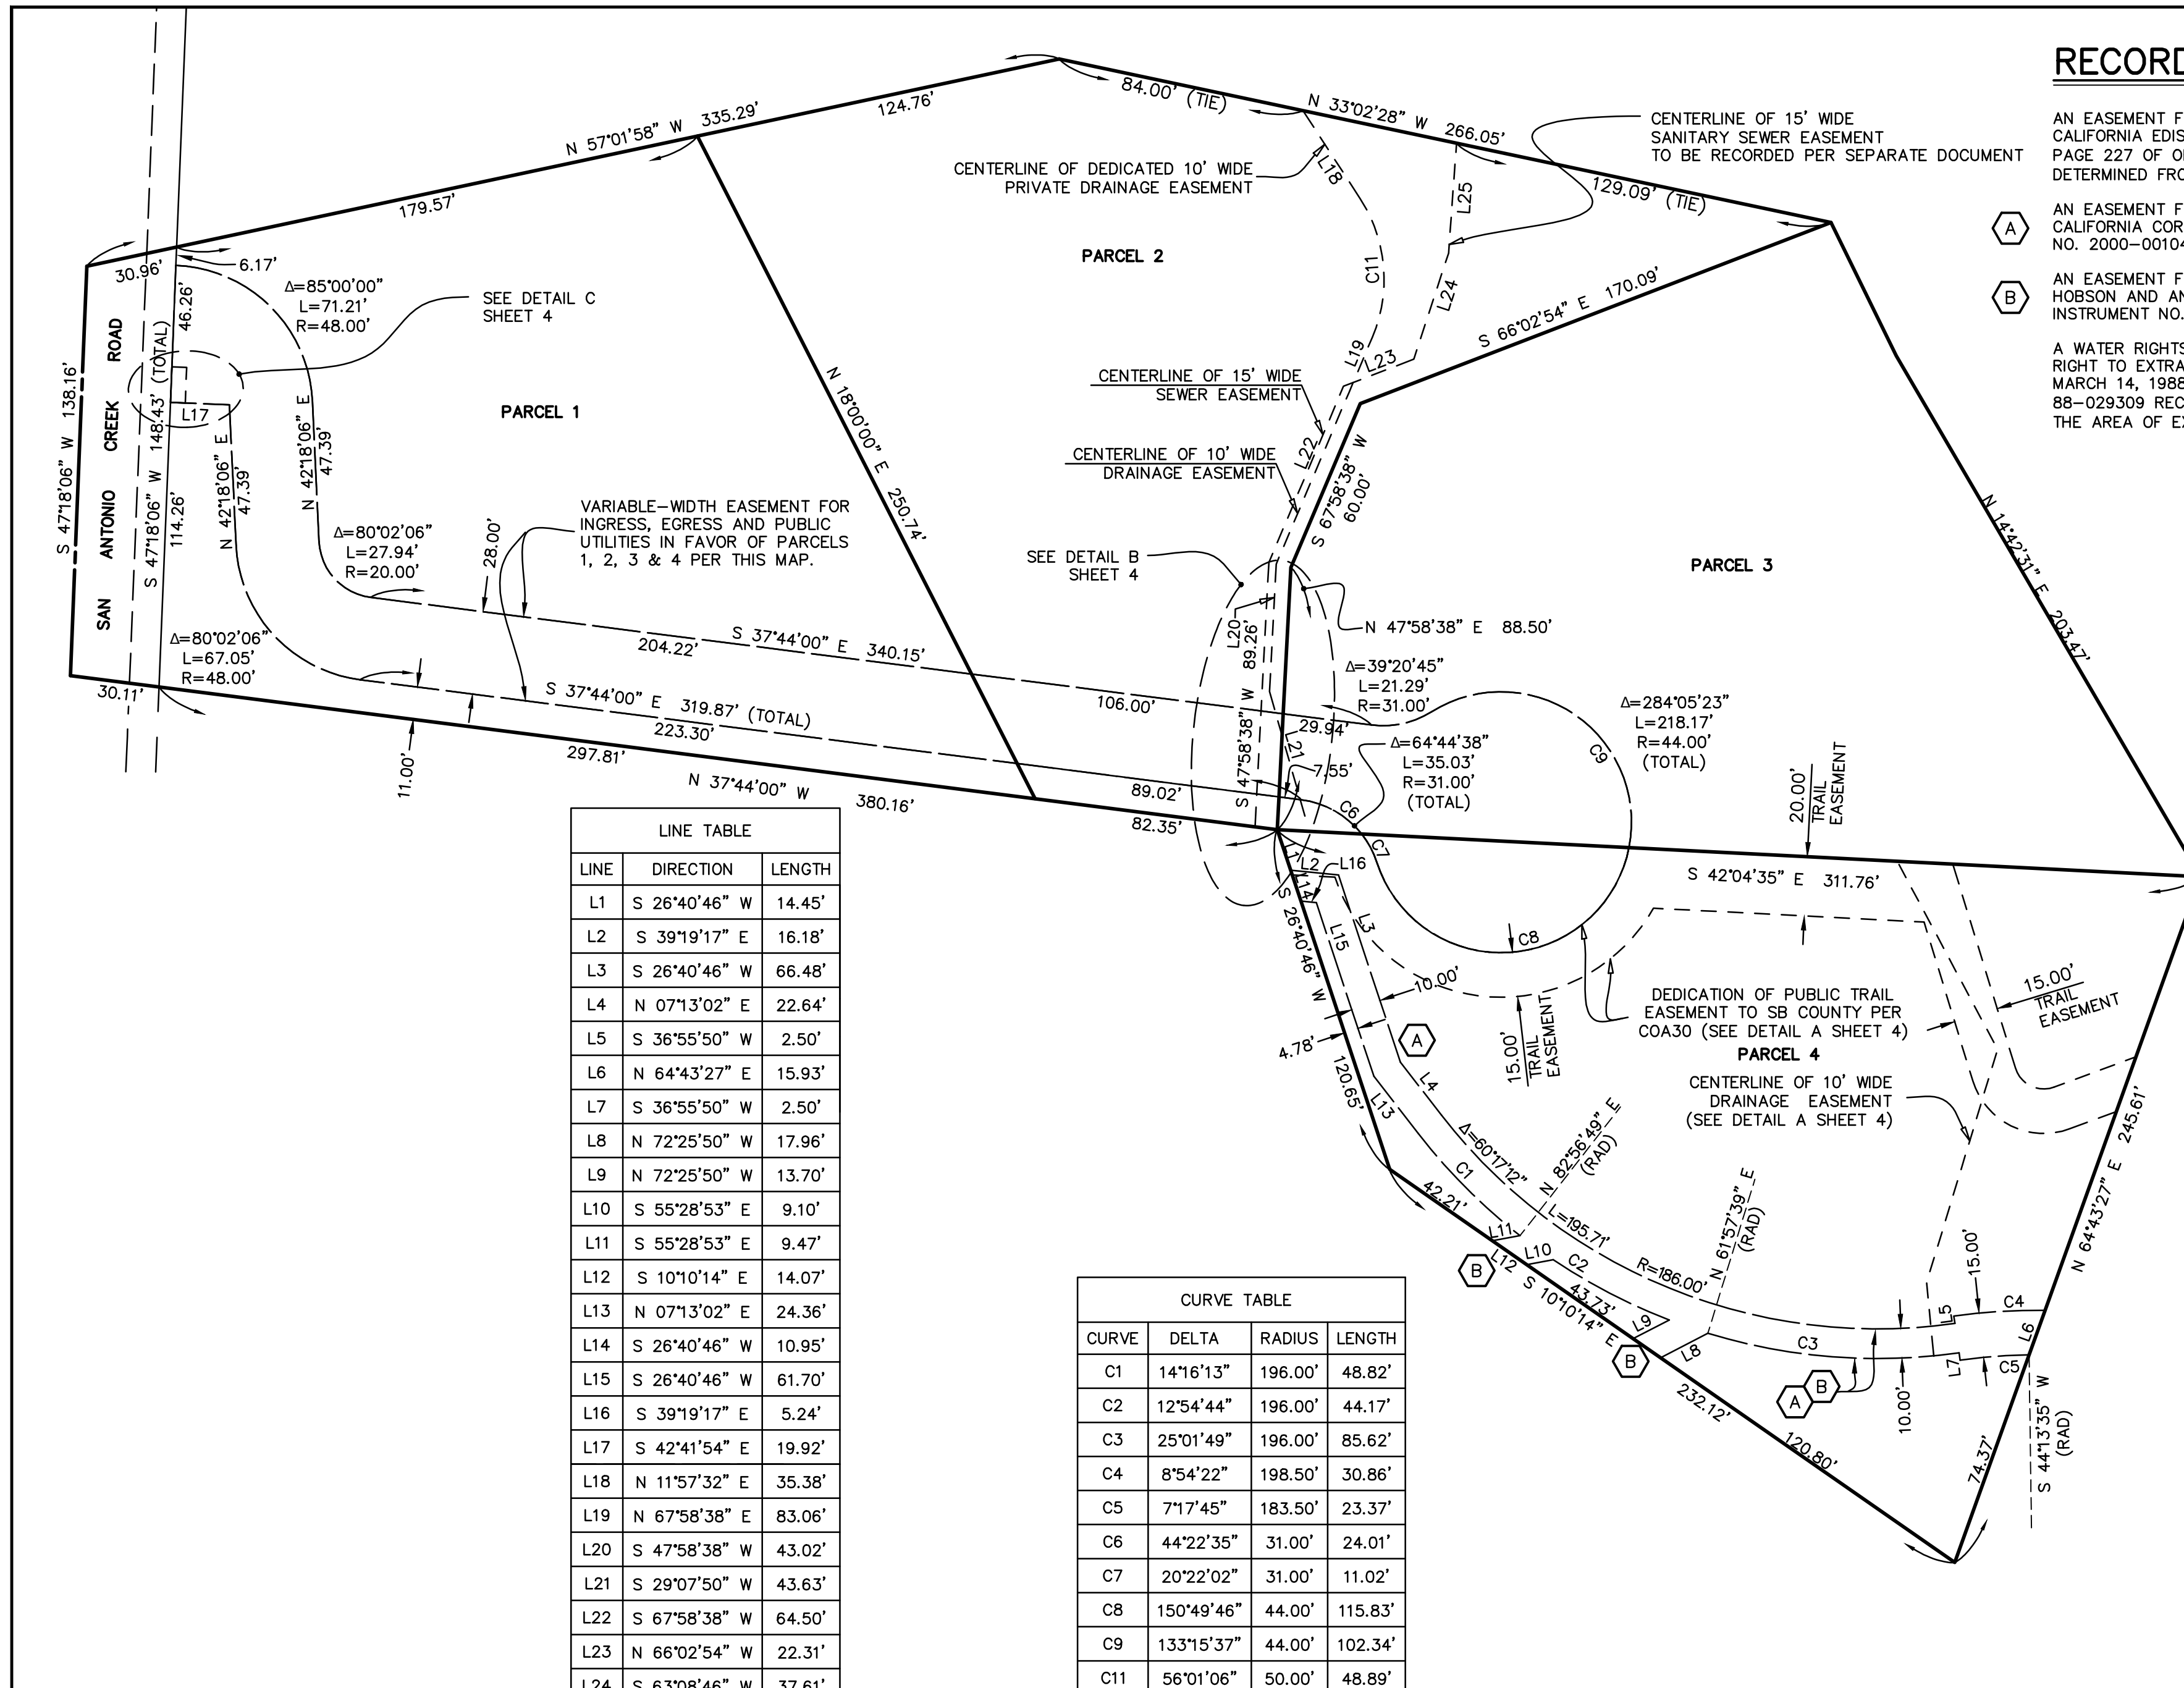 RECORD
AN EASEMENT F
CALIFORNIA EDIS
PAGE 227 OF O
DETERMINED FRO
A
AN EASEMENT F
CALIFORNIA COR
NO. 2000-00104
B
AN EASEMENT F
HOBSON AND AN
INSTRUMENT NO.
A WATER RIGHTS
RIGHT TO EXTRA
MARCH 14, 1988
88-029309 REC
THE AREA OF E
N 57°01'58" W 335.29'
124.76'
179.57'
30.96'
6.17'
84.00' (TIE)
N 33°02'28" W 266.05'
129.09' (TIE)
CENTERLINE OF 15' WIDE
SANITARY SEWER EASEMENT
TO BE RECORDED PER SEPARATE DOCUMENT
CENTERLINE OF DEDICATED 10' WIDE
PRIVATE DRAINAGE EASEMENT
L18
L25
C11
L24
L19
L23
PARCEL 2
S 66°02'54" E 170.09'
Δ=85°00'00"
L=71.21'
R=48.00'
SEE DETAIL C
SHEET 4
46.26'
S 47°18'06" W 138.16'
SAN ANTONIO CREEK ROAD
S 47°18'06" W 148.43' (TOTAL)
114.26'
L17
N 42°18'06" E
47.39'
N 42°18'06" E
47.39'
PARCEL 1
N 18°00'00" E 250.74'
CENTERLINE OF 15' WIDE
SEWER EASEMENT
CENTERLINE OF 10' WIDE
DRAINAGE EASEMENT
L22
S 67°58'38" W
60.00'
Δ=80°02'06"
L=27.94'
R=20.00'
28.00'
VARIABLE-WIDTH EASEMENT FOR
INGRESS, EGRESS AND PUBLIC
UTILITIES IN FAVOR OF PARCELS
1, 2, 3 & 4 PER THIS MAP.
SEE DETAIL B
SHEET 4
PARCEL 3
N 14°42'31" E 203.47'
N 47°58'38" E 88.50'
L20
89.26'
S 47°58'38" W
L21
Δ=80°02'06"
L=67.05'
R=48.00'
30.11'
S 37°44'00" E 340.15'
204.22'
106.00'
29.94'
S 37°44'00" E 319.87' (TOTAL)
223.30'
89.02'
7.55'
11.00'
297.81'
N 37°44'00" W 380.16'
82.35'
Δ=39°20'45"
L=21.29'
R=31.00'
Δ=64°44'38"
L=35.03'
R=31.00'
(TOTAL)
Δ=284°05'23"
L=218.17'
R=44.00'
(TOTAL)
C9
C6
C7
C8
20.00'
TRAIL
EASEMENT
S 42°04'35" E 311.76'
L1
L2
L16
L14
L3
L15
S 26°40'46" W
120.65'
10.00'
4.78'
A
L4
L13
15.00'
TRAIL
EASEMENT
DEDICATION OF PUBLIC TRAIL
EASEMENT TO SB COUNTY PER
COA30 (SEE DETAIL A SHEET 4)
PARCEL 4
CENTERLINE OF 10' WIDE
DRAINAGE EASEMENT
(SEE DETAIL A SHEET 4)
15.00'
TRAIL
EASEMENT
N 64°43'27" E 245.61'
Δ=60°17'12"
L=195.71'
R=186.00'
N 82°56'49" E
(RAD)
N 61°57'39" E
(RAD)
C1
42.21'
L11
L12
B
S 10°10'14" E
232.12'
L10
C2
43.73'
L9
B
L8
C3
15.00'
L5
C4
L6
L7
C5
A
B
10.00'
120.80'
74.37'
S 44°13'35" W
(RAD)
LINE TABLE
LINE DIRECTION LENGTH
L1 S 26°40'46" W 14.45'
L2 S 39°19'17" E 16.18'
L3 S 26°40'46" W 66.48'
L4 N 07°13'02" E 22.64'
L5 S 36°55'50" W 2.50'
L6 N 64°43'27" E 15.93'
L7 S 36°55'50" W 2.50'
L8 N 72°25'50" W 17.96'
L9 N 72°25'50" W 13.70'
L10 S 55°28'53" E 9.10'
L11 S 55°28'53" E 9.47'
L12 S 10°10'14" E 14.07'
L13 N 07°13'02" E 24.36'
L14 S 26°40'46" W 10.95'
L15 S 26°40'46" W 61.70'
L16 S 39°19'17" E 5.24'
L17 S 42°41'54" E 19.92'
L18 N 11°57'32" E 35.38'
L19 N 67°58'38" E 83.06'
L20 S 47°58'38" W 43.02'
L21 S 29°07'50" W 43.63'
L22 S 67°58'38" W 64.50'
L23 N 66°02'54" W 22.31'
L24 S 63°08'46" W 37.61'
CURVE TABLE
CURVE DELTA RADIUS LENGTH
C1 14°16'13" 196.00' 48.82'
C2 12°54'44" 196.00' 44.17'
C3 25°01'49" 196.00' 85.62'
C4 8°54'22" 198.50' 30.86'
C5 7°17'45" 183.50' 23.37'
C6 44°22'35" 31.00' 24.01'
C7 20°22'02" 31.00' 11.02'
C8 150°49'46" 44.00' 115.83'
C9 133°15'37" 44.00' 102.34'
C11 56°01'06" 50.00' 48.89'